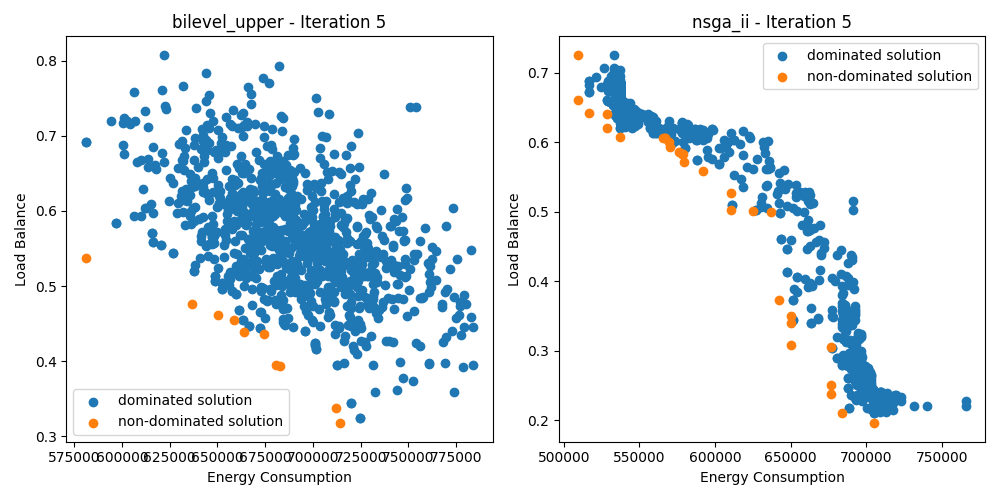 bilevel_upper - Iteration 5
0.8
0.7
0.6
0.5
0.4
0.3
Load Balance
dominated solution
non-dominated solution
575000 600000 625000 650000 675000 700000 725000 750000 775000
Energy Consumption
nsga_ii - Iteration 5
dominated solution
non-dominated solution
0.7
0.6
0.5
0.4
0.3
0.2
Load Balance
500000 550000 600000 650000 700000 750000
Energy Consumption